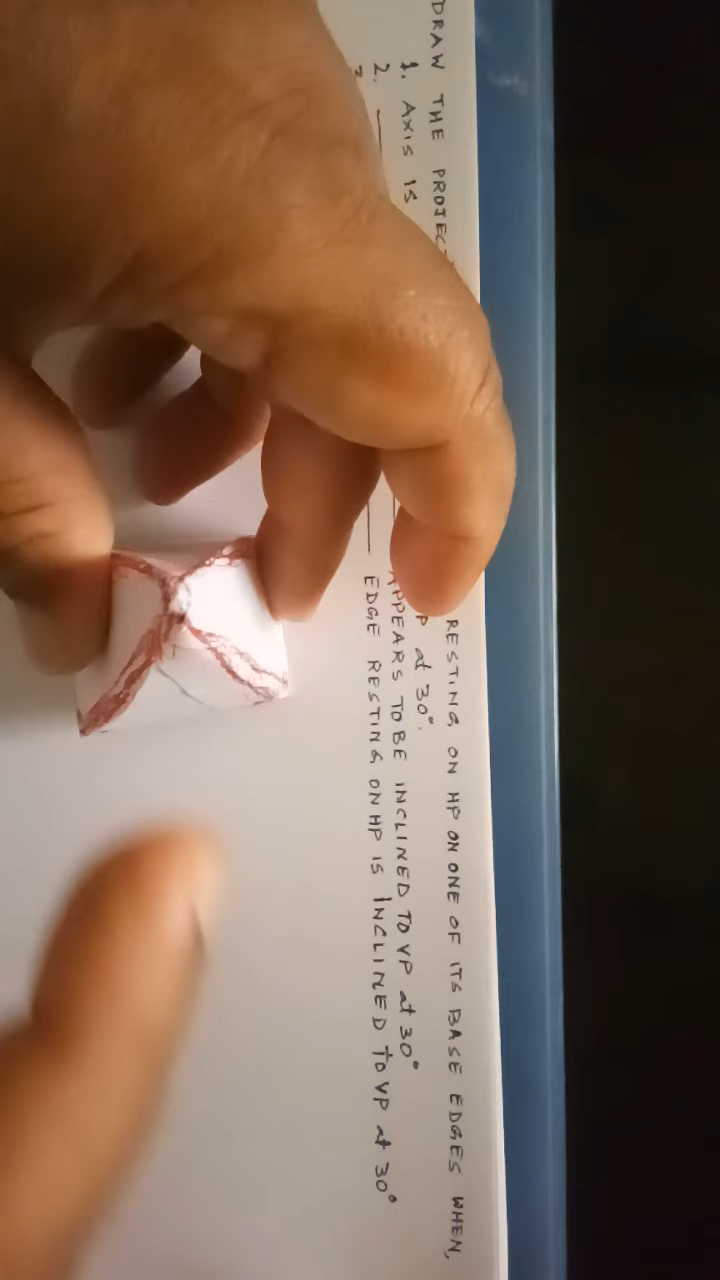 DRAW THE PROJEC RESTING ON HP ON ONE OF ITS BASE EDGES WHEN,
1. AXIS IS P at 30°.
2. APPEARS TO BE INCLINED TO VP at 30°
EDGE RESTING ON HP IS INCLINED TO VP at 30°